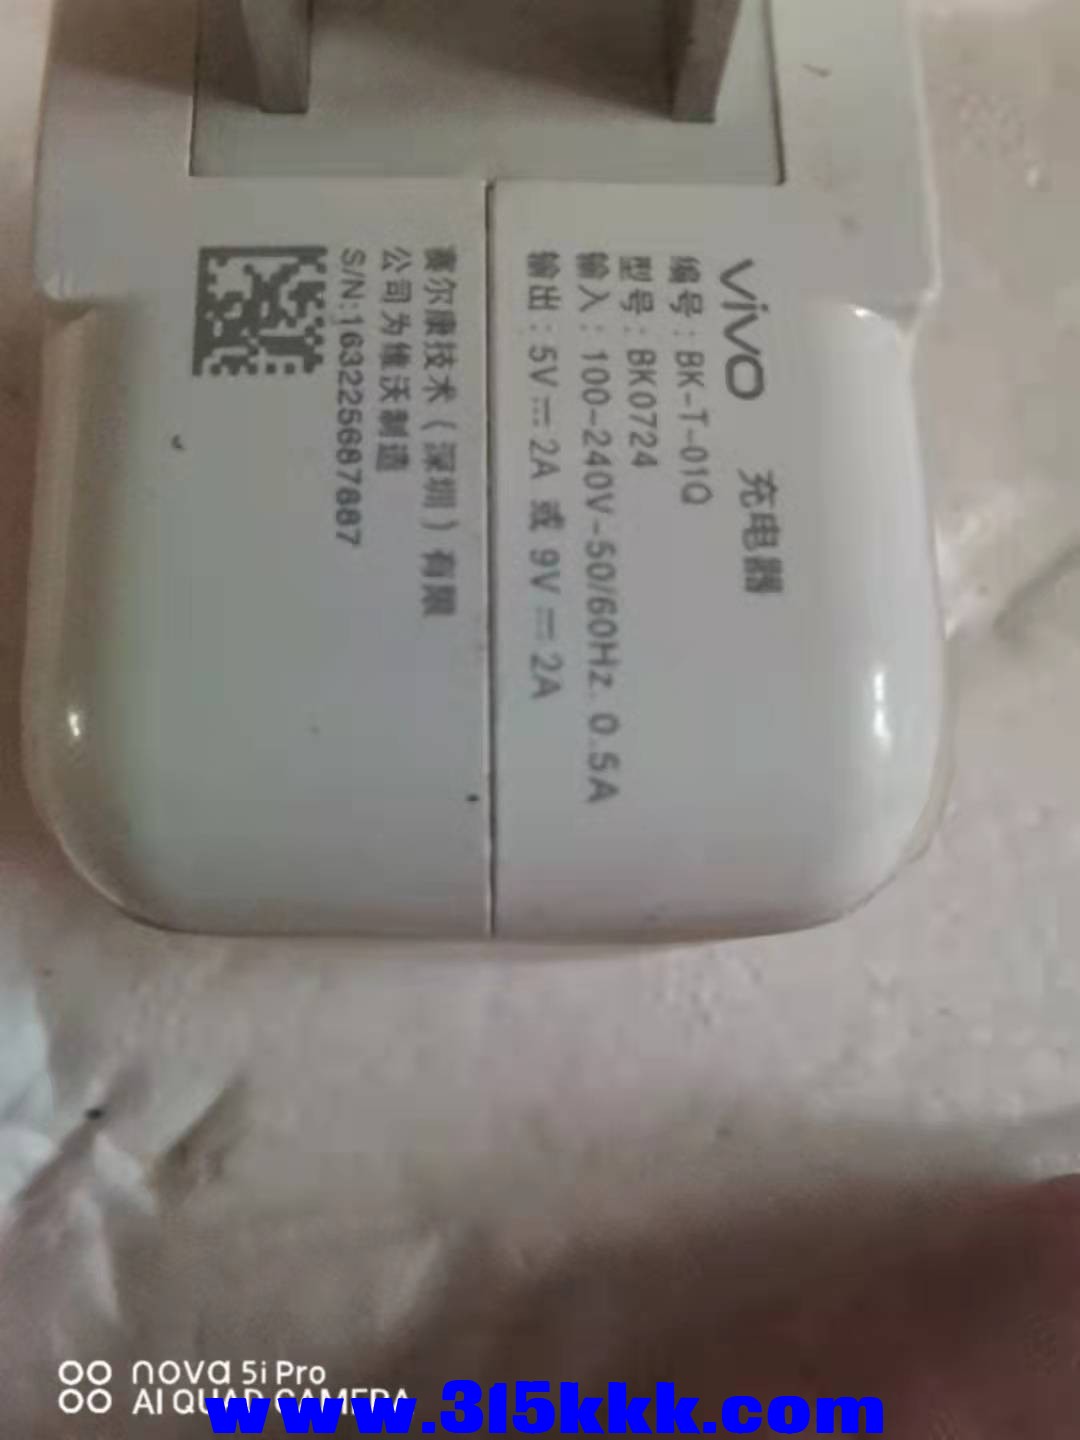 vivo 充电器
编号:BK-T-01Q
型号:BK0724
输入:100-240V~50/60Hz 0.5A
输出:5V⎓2A 或 9V⎓2A
赛尔康技术(深圳)有限
公司为维沃制造
S/N:1632256B7887
nova 5i Pro
AI QUAD CAMERA
www.315kkk.com